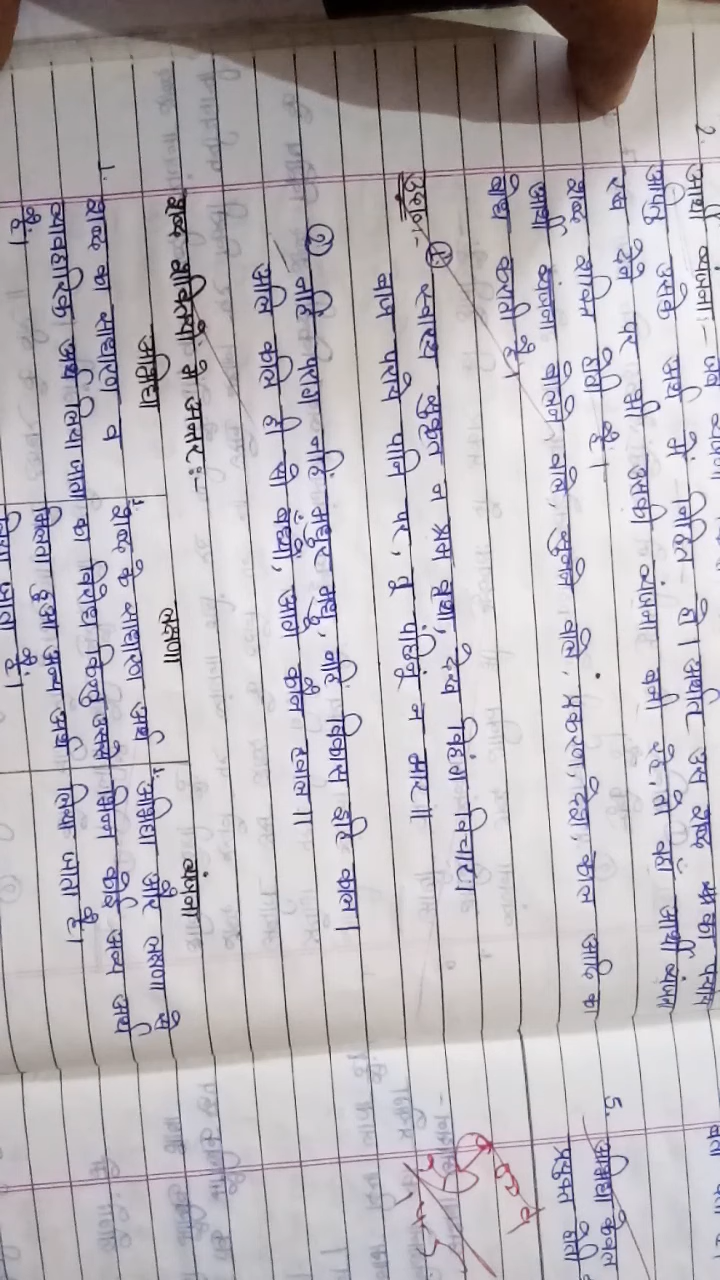 2. आर्थी व्यंजना :- जब व्यंजना
अपितु उसके अर्थ में निहित हो। अर्थात् उस शब्द का पर्याय
रख देने पर भी उसकी व्यंजना बनी रहे, तो वहाँ आर्थी व्यंजना
शब्द शक्ति होती है।
आर्थी व्यंजना बोलने वाले, सुनने वाले, प्रकरण, देश, काल आदि का
बोध कराती है।
उदा०:- ① स्वारथ सुकृत न श्रम वृथा, देख विहंग विचार।
बाज पराये पानि पर, तू पंछिनू न मार॥
② नहि पराग नहिं मधुर मधु, नहिं विकास इहि काल।
अलि कली ही सौ बंध्यो, आगे कौन हवाल॥
शब्द शक्तियों में अन्तर :-
अभिधा लक्षणा व्यंजना
1. शब्द का साधारण व
व्यवहारिक अर्थ लिया जाता
है।
1. शब्द के साधारण अर्थ
का विरोध किन्तु उससे
मिलता हुआ अन्य अर्थ
लिया जाता है।
1. अभिधा और लक्षणा से
भिन्न कोई अन्य अर्थ
लिया जाता है।
5. अभिधा केवल
प्रयुक्त होती